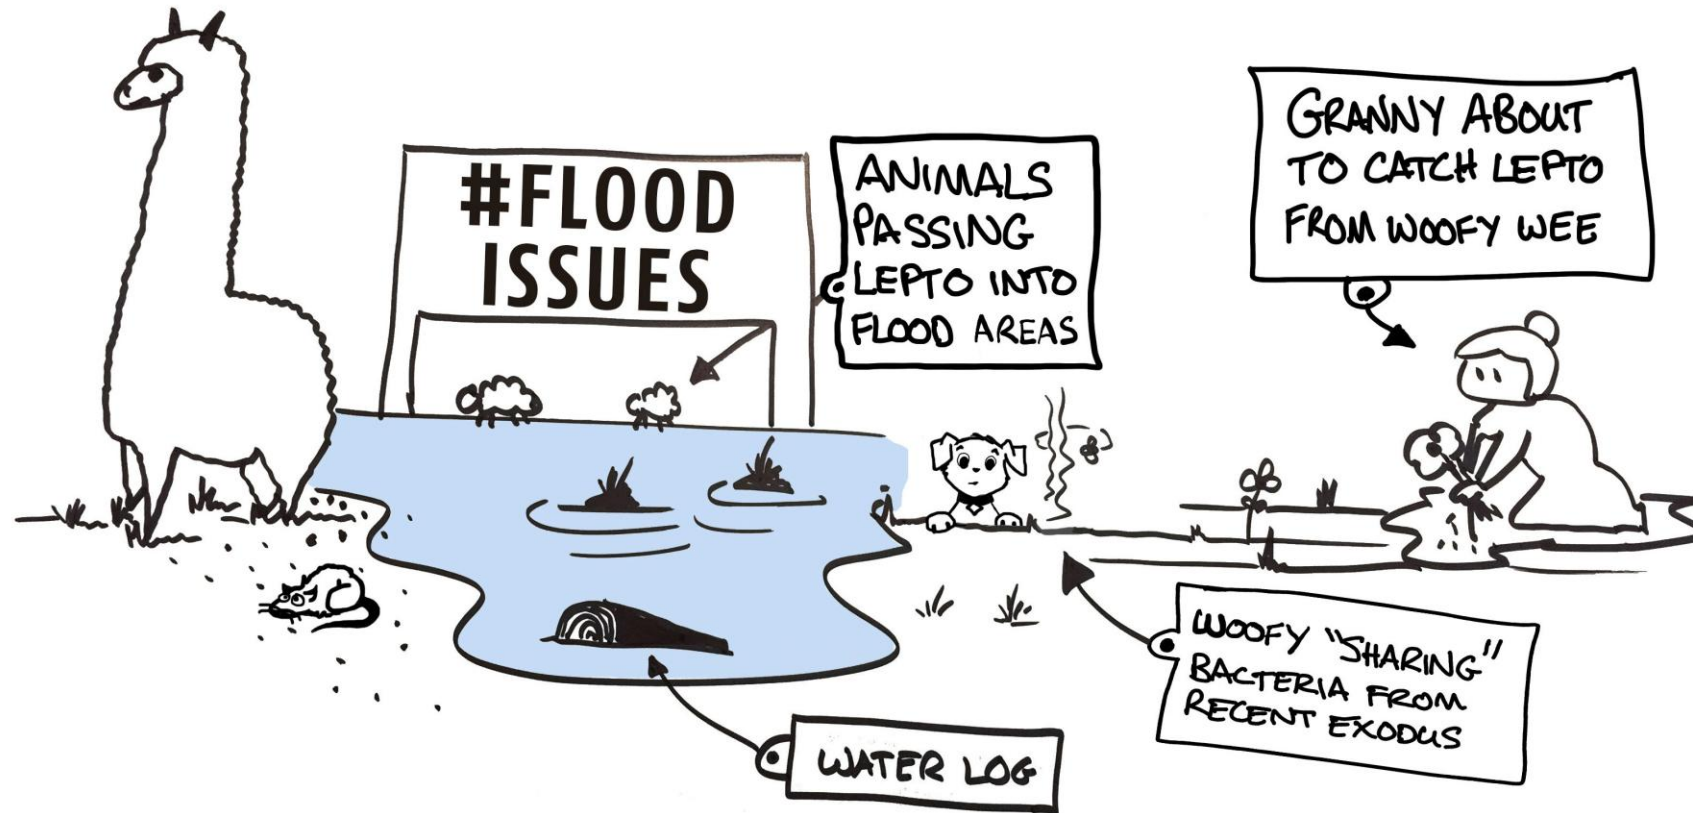 #FLOOD
ISSUES
ANIMALS
PASSING
LEPTO INTO
FLOOD AREAS
GRANNY ABOUT
TO CATCH LEPTO
FROM WOOFY WEE
WOOFY "SHARING"
BACTERIA FROM
RECENT EXODUS
WATER LOG